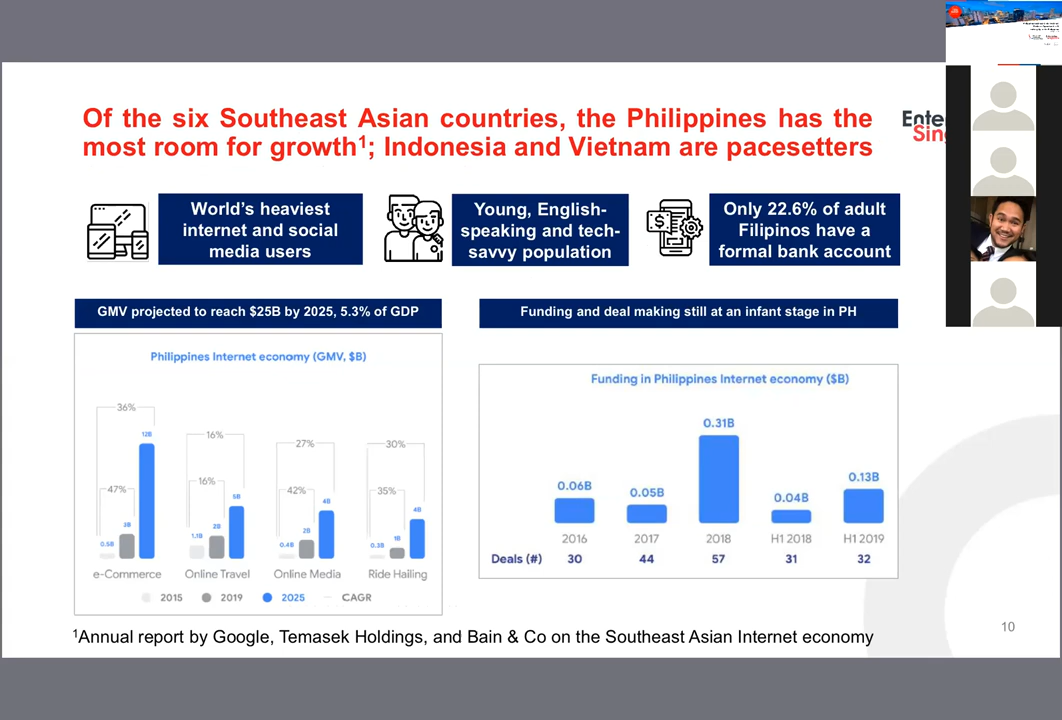 Of the six Southeast Asian countries, the Philippines has the
most room for growth¹; Indonesia and Vietnam are pacesetters
Ente
Sing
World's heaviest
internet and social
media users
Young, English-
speaking and tech-
savvy population
Only 22.6% of adult
Filipinos have a
formal bank account
GMV projected to reach $25B by 2025, 5.3% of GDP
Philippines Internet economy (GMV, $B)
36%
12B
47%
3B
0.5B
16%
5B
16%
2B
1.1B
27%
4B
42%
2B
0.4B
30%
4B
35%
1B
0.3B
e-Commerce Online Travel Online Media Ride Hailing
2015 2019 2025 CAGR
Funding and deal making still at an infant stage in PH
Funding in Philippines Internet economy ($B)
0.06B 0.05B 0.31B 0.04B 0.13B
2016 2017 2018 H1 2018 H1 2019
Deals (#) 30 44 57 31 32
¹Annual report by Google, Temasek Holdings, and Bain & Co on the Southeast Asian Internet economy
10